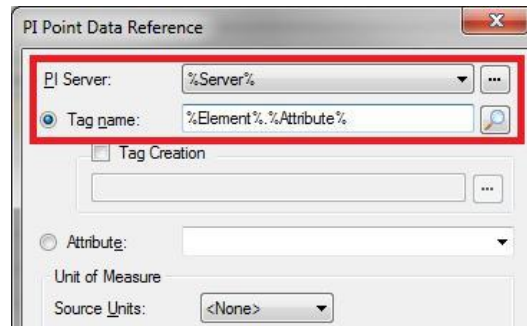 PI Point Data Reference
PI Server: %Server% ...
Tag name: %Element%.%Attribute%
Tag Creation
...
Attribute:
Unit of Measure
Source Units: <None>